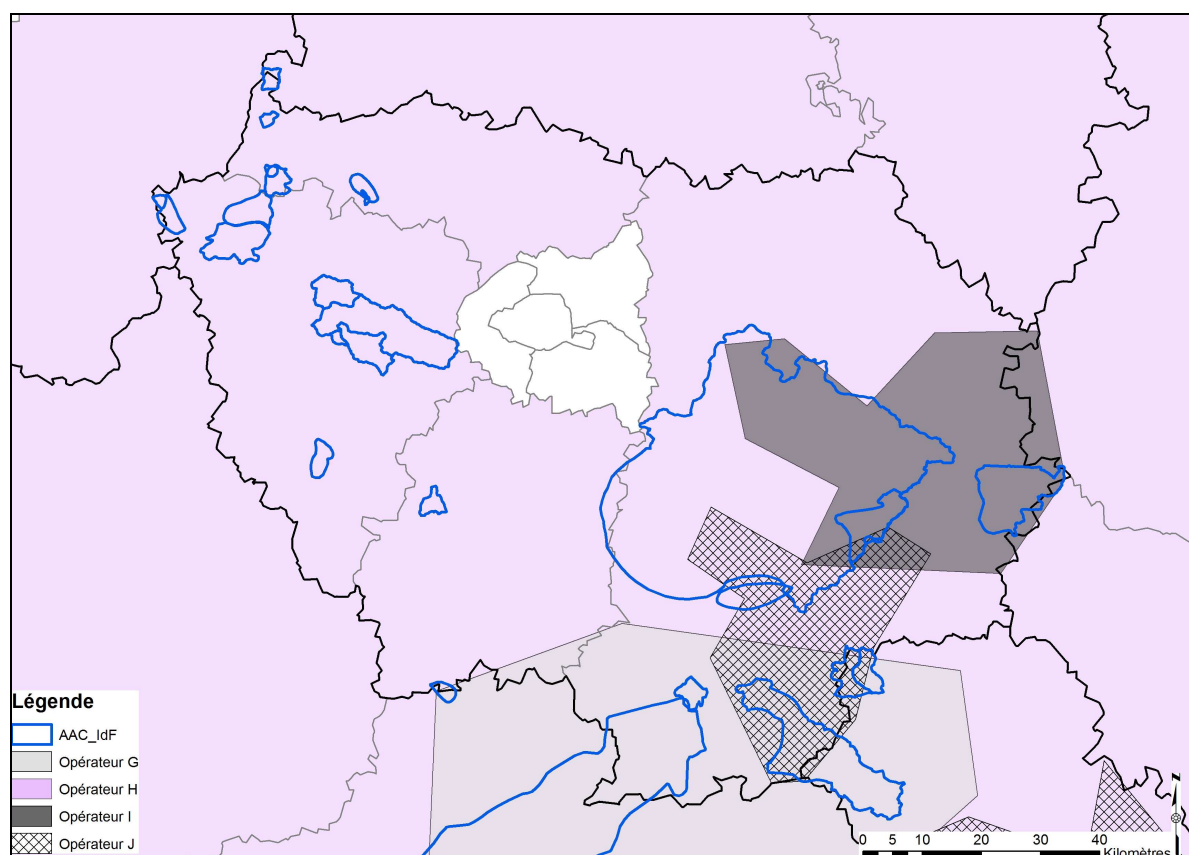 Légende
AAC_IdF
Opérateur G
Opérateur H
Opérateur I
Opérateur J
0 5 10 20 30 40
Kilomètres